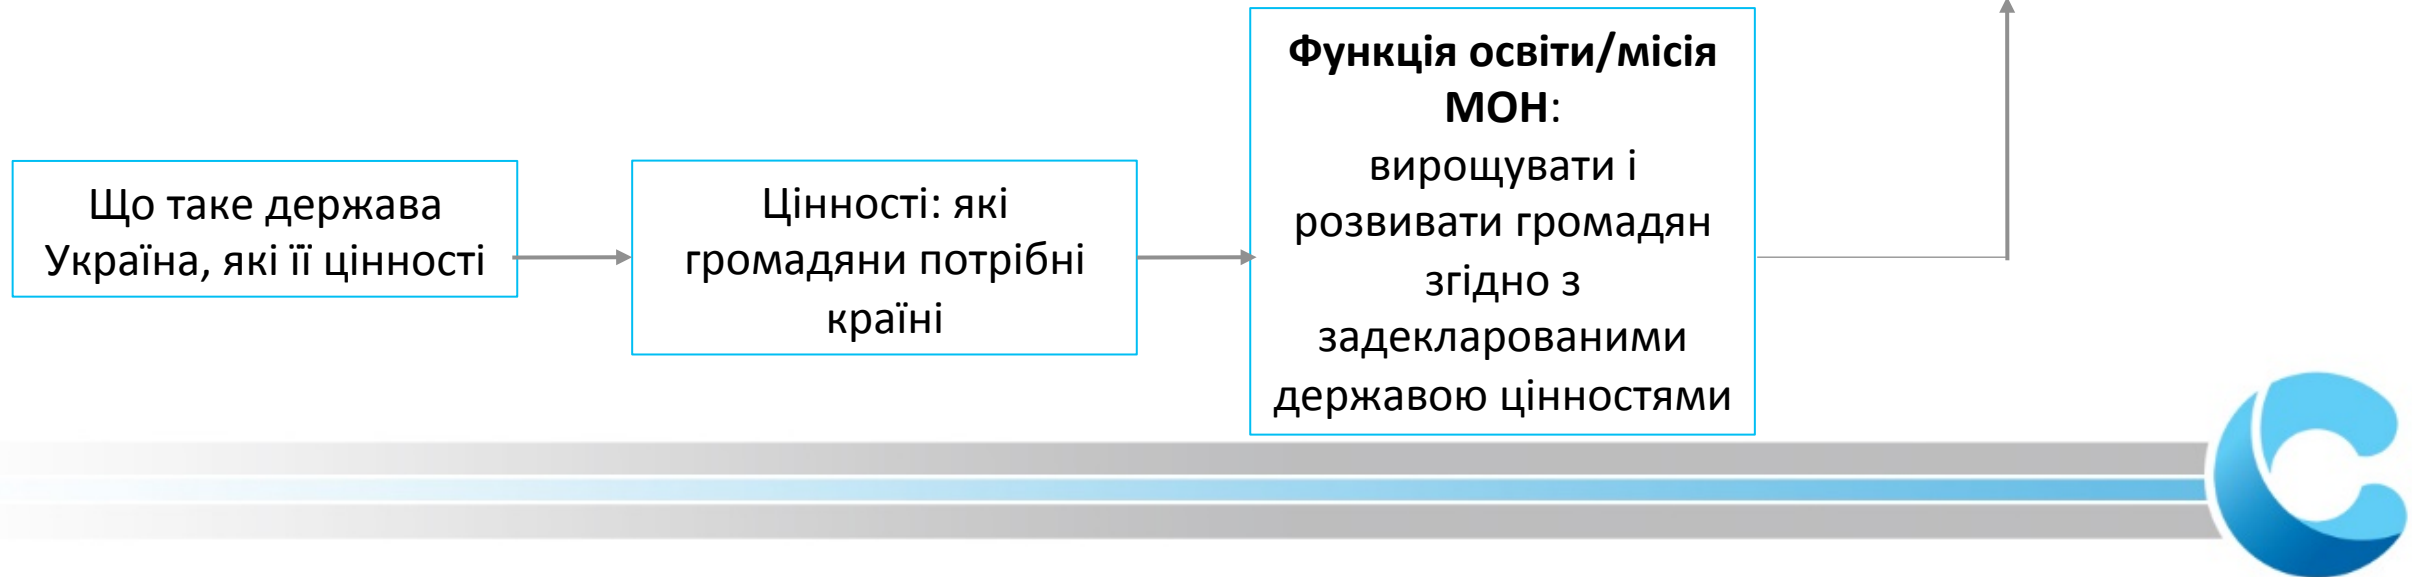 Що таке держава
Україна, які її цінності
Цінності: які
громадяни потрібні
країні
Функція освіти/місія
МОН:
вирощувати і
розвивати громадян
згідно з
задекларованими
державою цінностями